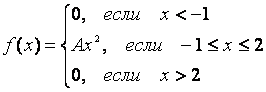 0, если x < -1
f(x) = { Ax², если -1 ≤ x ≤ 2
0, если x > 2